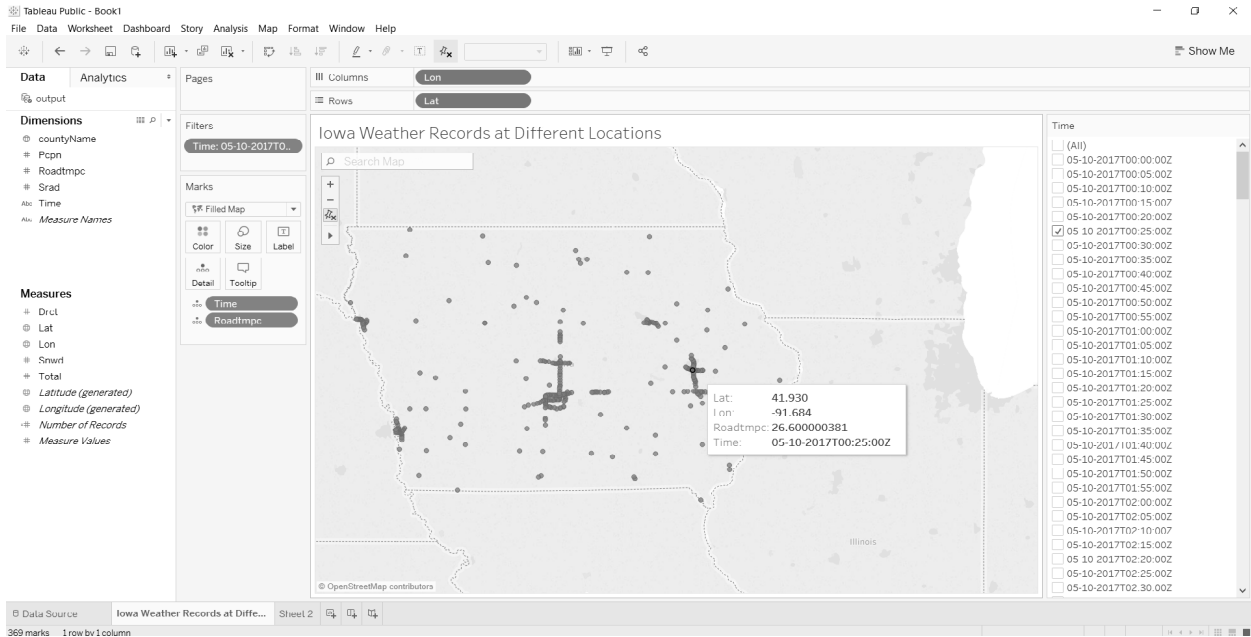 Tableau Public - Book1
File Data Worksheet Dashboard Story Analysis Map Format Window Help
Show Me
Data Analytics
output
Dimensions
countyName
Pcpn
Roadtmpc
Srad
Abc Time
Abc Measure Names
Measures
Drct
Lat
Lon
Snwd
Total
Latitude (generated)
Longitude (generated)
Number of Records
Measure Values
Pages
Filters
Time: 05-10-2017T0..
Marks
Filled Map
Color Size Label
Detail Tooltip
Time
Roadtmpc
Columns Lon
Rows Lat
Iowa Weather Records at Different Locations
Search Map
Lat: 41.930
Lon: -91.684
Roadtmpc: 26.600000381
Time: 05-10-2017T00:25:00Z
Illinois
© OpenStreetMap contributors
Time
(All)
05-10-2017T00:00:00Z
05-10-2017T00:05:00Z
05-10-2017T00:10:00Z
05-10-2017T00:15:00Z
05-10-2017T00:20:00Z
05 10 2017T00:25:00Z
05-10-2017T00:30:00Z
05-10-2017T00:35:00Z
05-10-2017T00:40:00Z
05-10-2017T00:45:00Z
05-10-2017T00:50:00Z
05-10-2017T00:55:00Z
05-10-2017T01:00:00Z
05-10-2017T01:05:00Z
05-10-2017T01:10:00Z
05-10-2017T01:15:00Z
05-10-2017T01:20:00Z
05-10-2017T01:25:00Z
05-10-2017T01:30:00Z
05-10-2017T01:35:00Z
05-10-2017T01:40:00Z
05-10-2017T01:45:00Z
05-10-2017T01:50:00Z
05-10-2017T01:55:00Z
05-10-2017T02:00:00Z
05-10-2017T02:05:00Z
05-10-2017T02:10:00Z
05-10-2017T02:15:00Z
05 10 2017T02:20:00Z
05-10-2017T02:25:00Z
05-10-2017T02.30.00Z
Data Source Iowa Weather Records at Diffe... Sheet 2
369 marks 1 row by 1 column